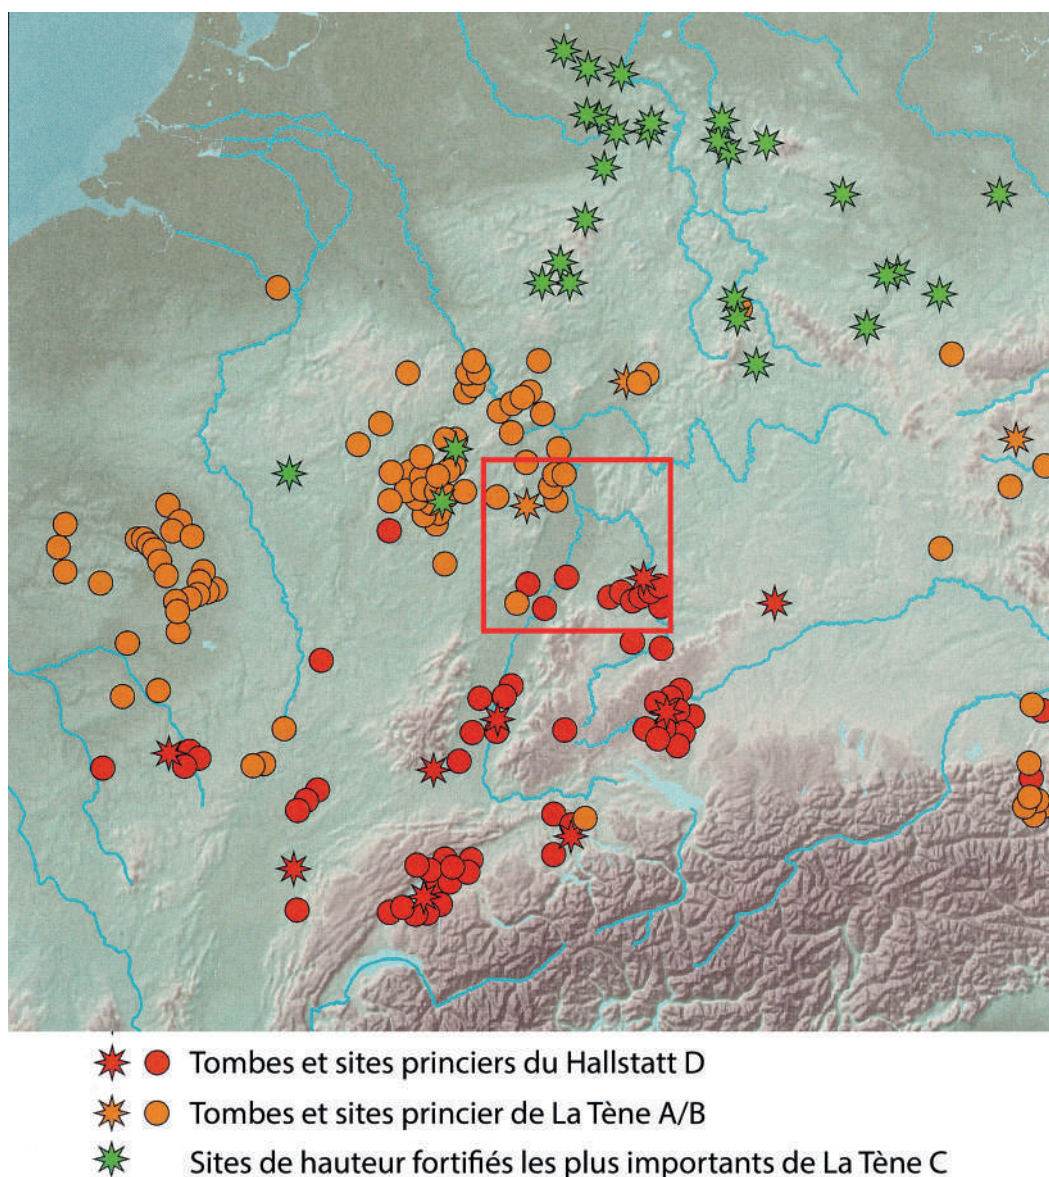 Tombes et sites princiers du Hallstatt D
Tombes et sites princier de La Tène A/B
Sites de hauteur fortifiés les plus importants de La Tène C